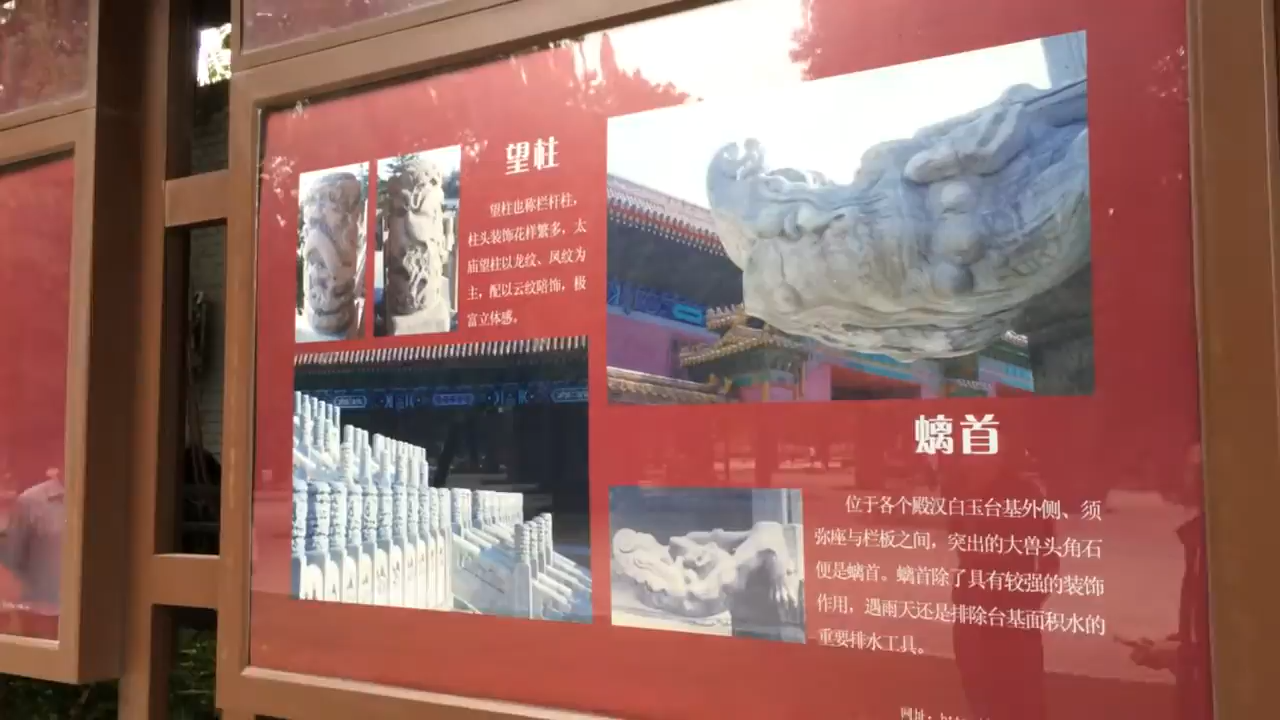 望柱
望柱也称栏杆柱，
柱头装饰花样繁多，太
庙望柱以龙纹、凤纹为
主，配以云纹陪饰，极
富立体感。
螭首
位于各个殿汉白玉台基外侧、须
弥座与栏板之间，突出的大兽头角石
便是螭首。螭首除了具有较强的装饰
作用，遇雨天还是排除台基面积水的
重要排水工具。
网址：